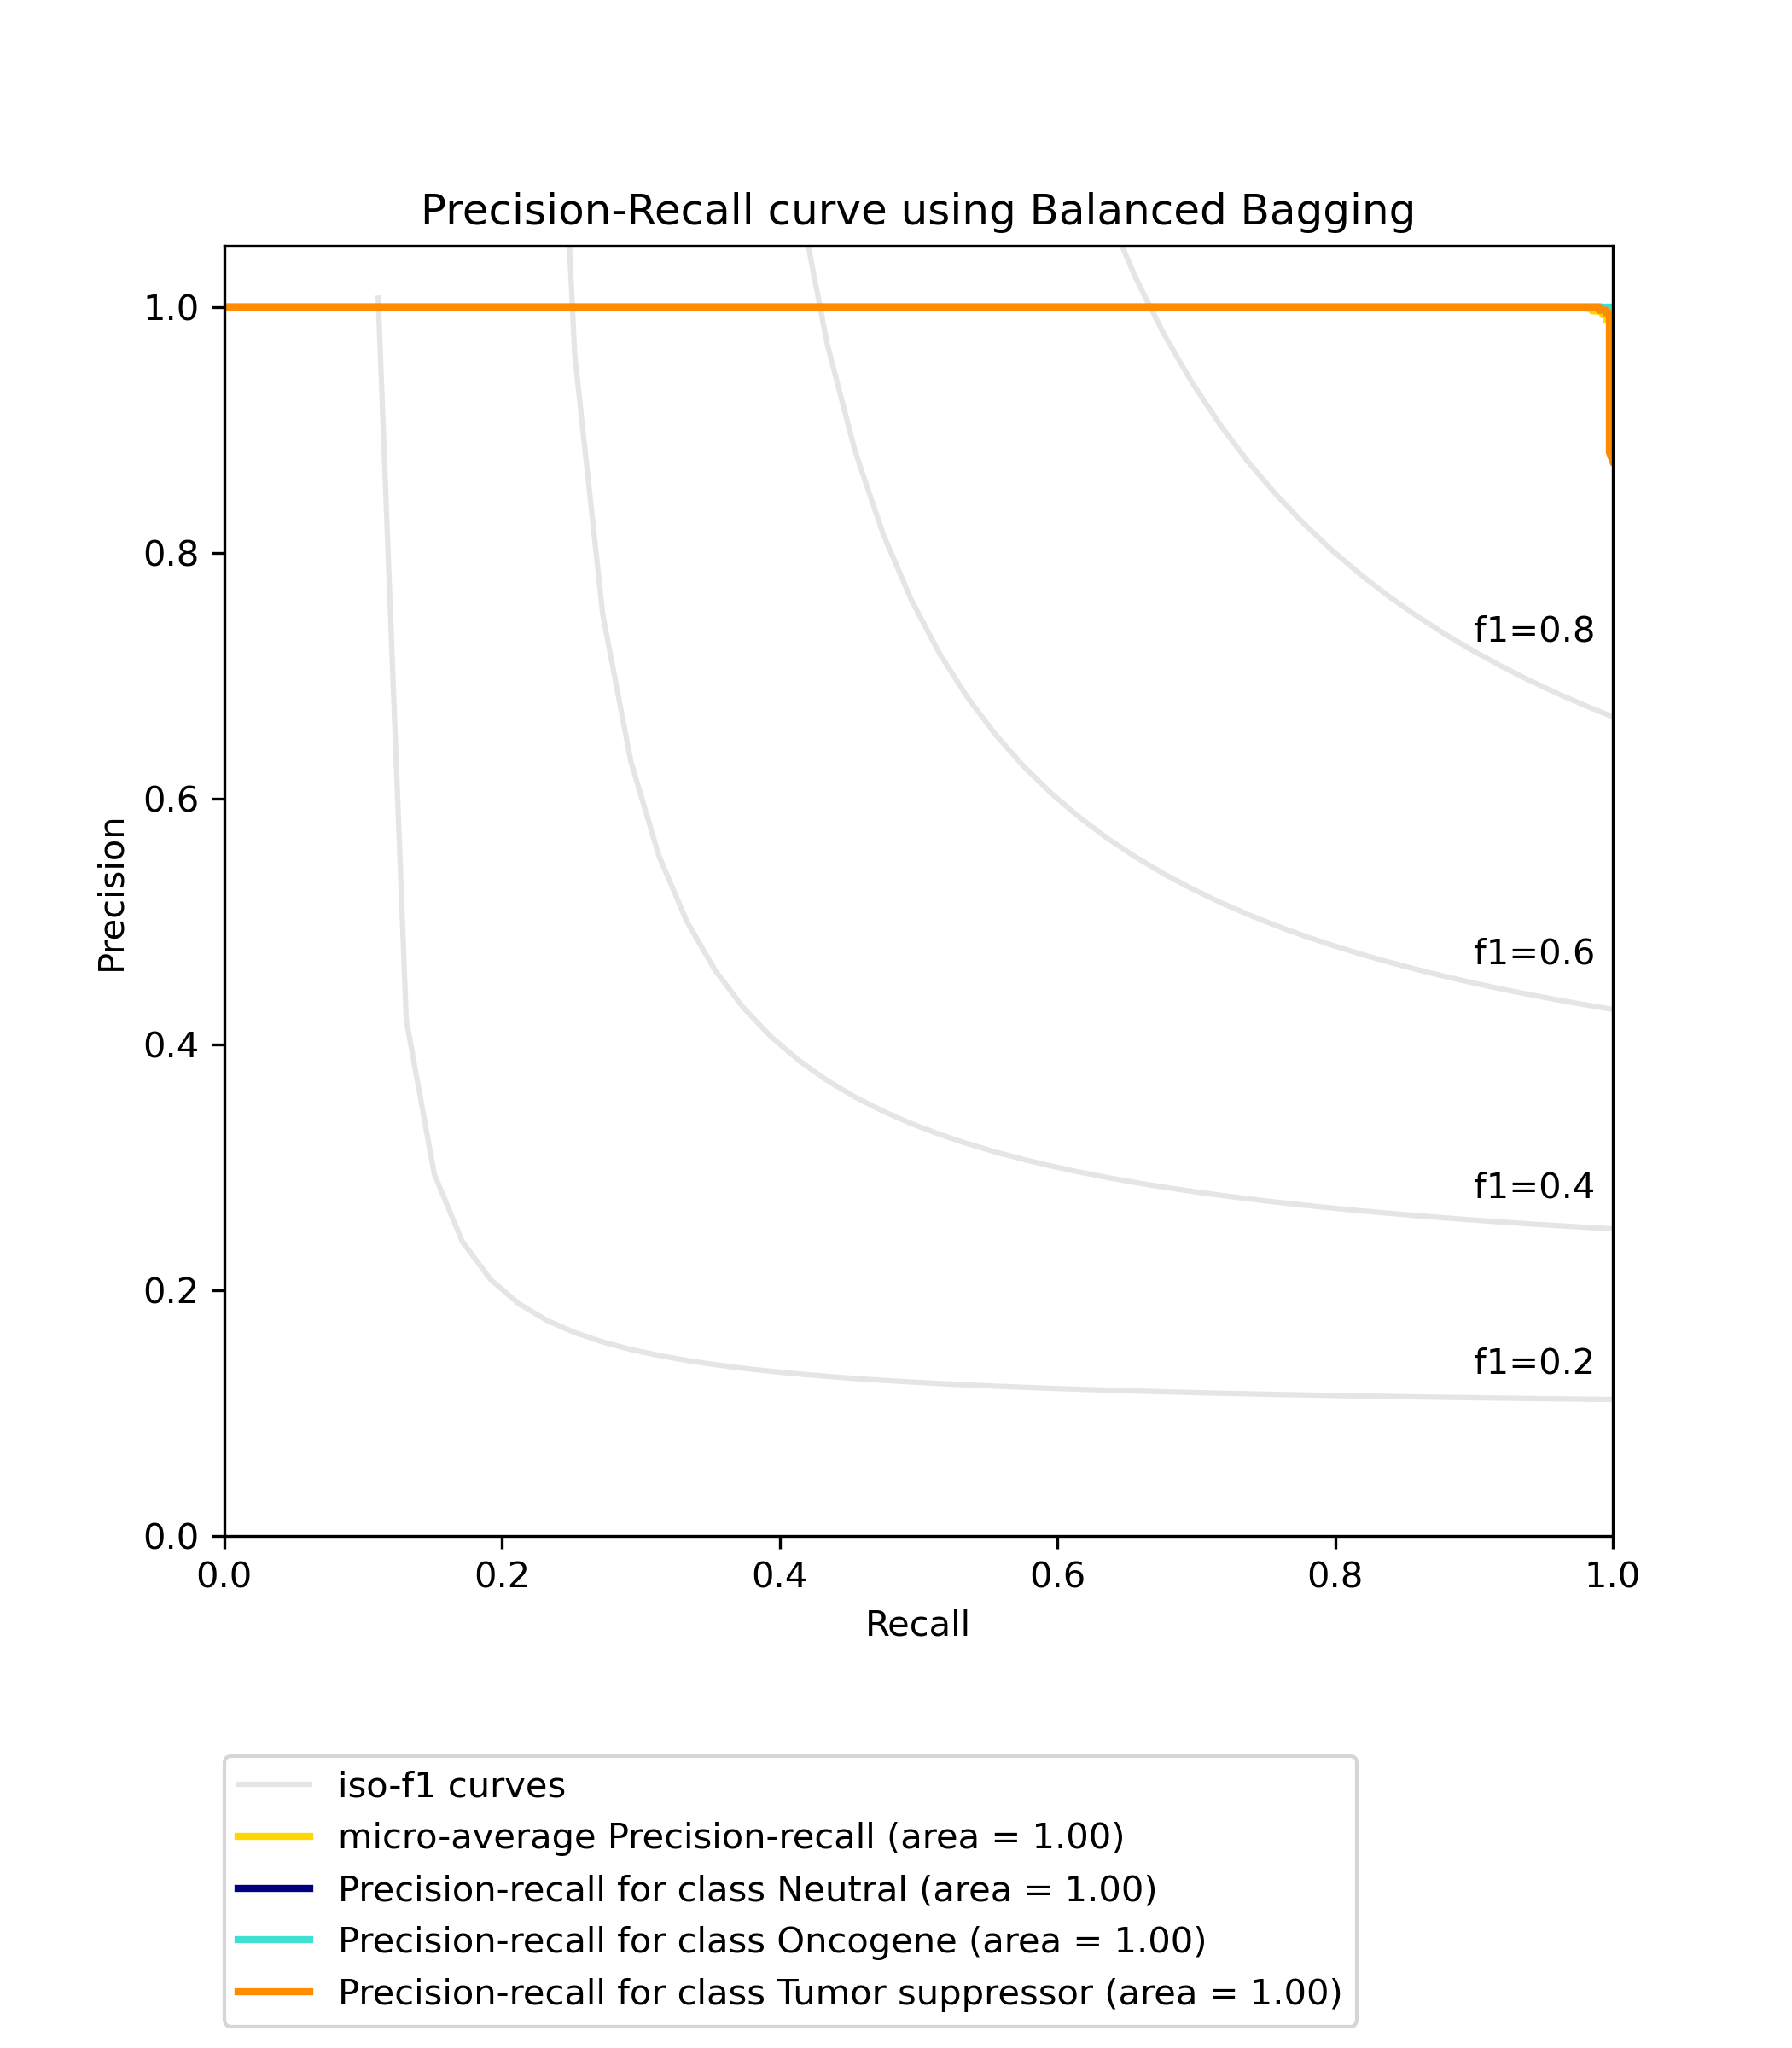 Precision-Recall curve using Balanced Bagging
1.0
0.8
0.6
0.4
0.2
0.0
Precision
f1=0.8
f1=0.6
f1=0.4
f1=0.2
0.0 0.2 0.4 0.6 0.8 1.0
Recall
iso-f1 curves
micro-average Precision-recall (area = 1.00)
Precision-recall for class Neutral (area = 1.00)
Precision-recall for class Oncogene (area = 1.00)
Precision-recall for class Tumor suppressor (area = 1.00)